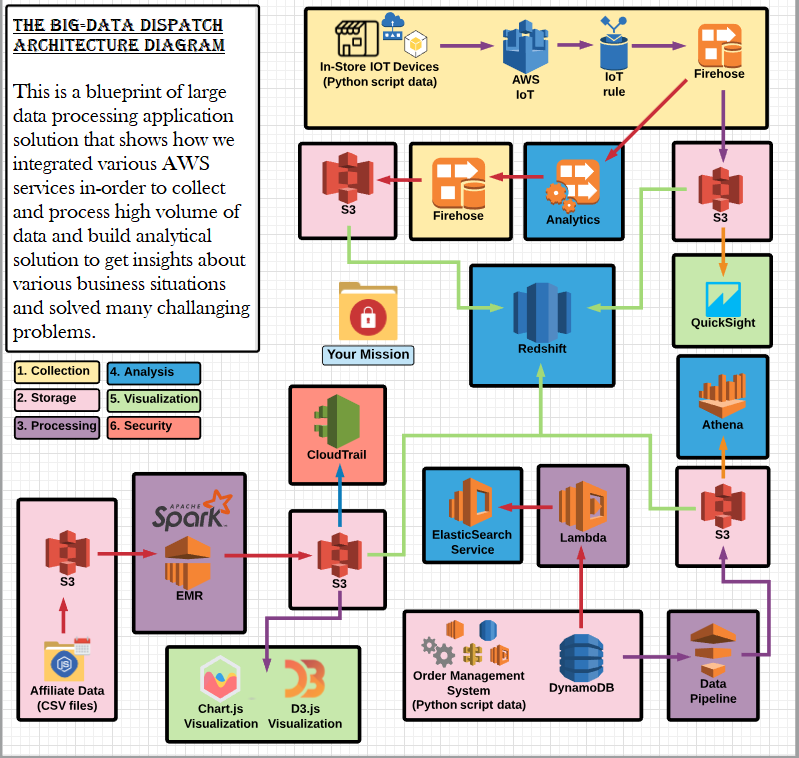 THE BIG-DATA DISPATCH
ARCHITECTURE DIAGRAM
This is a blueprint of large
data processing application
solution that shows how we
integrated various AWS
services in-order to collect
and process high volume of
data and build analytical
solution to get insights about
various business situations
and solved many challanging
problems.
1. Collection
4. Analysis
2. Storage
5. Visualization
3. Processing
6. Security
In-Store IOT Devices
(Python script data)
AWS
IoT
IoT
rule
Firehose
S3
Firehose
Analytics
S3
Your Mission
Redshift
QuickSight
CloudTrail
Athena
APACHE
Spark
S3
EMR
S3
ElasticSearch
Service
Lambda
S3
JS
Affiliate Data
(CSV files)
Chart.js
Visualization
D3.js
Visualization
Order Management
System
(Python script data)
DynamoDB
Data
Pipeline